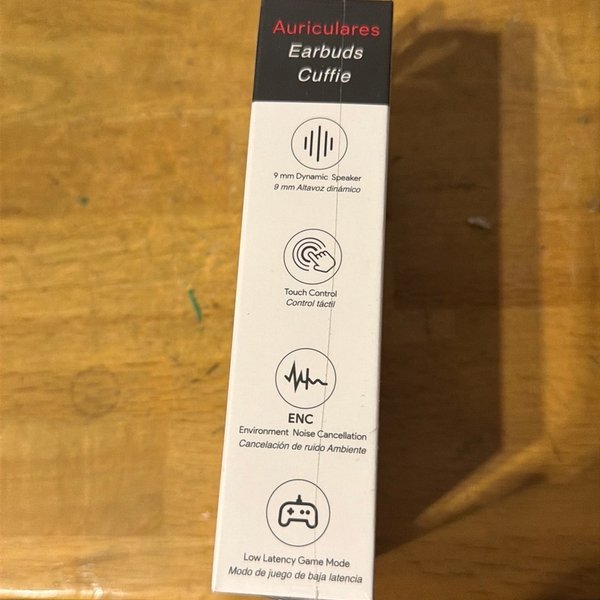 Auriculares
Earbuds
Cuffie
9 mm Dynamic Speaker
9 mm Altavoz dinámico
Touch Control
Control táctil
ENC
Environment Noise Cancellation
Cancelación de ruido Ambiente
Low Latency Game Mode
Modo de juego de baja latencia